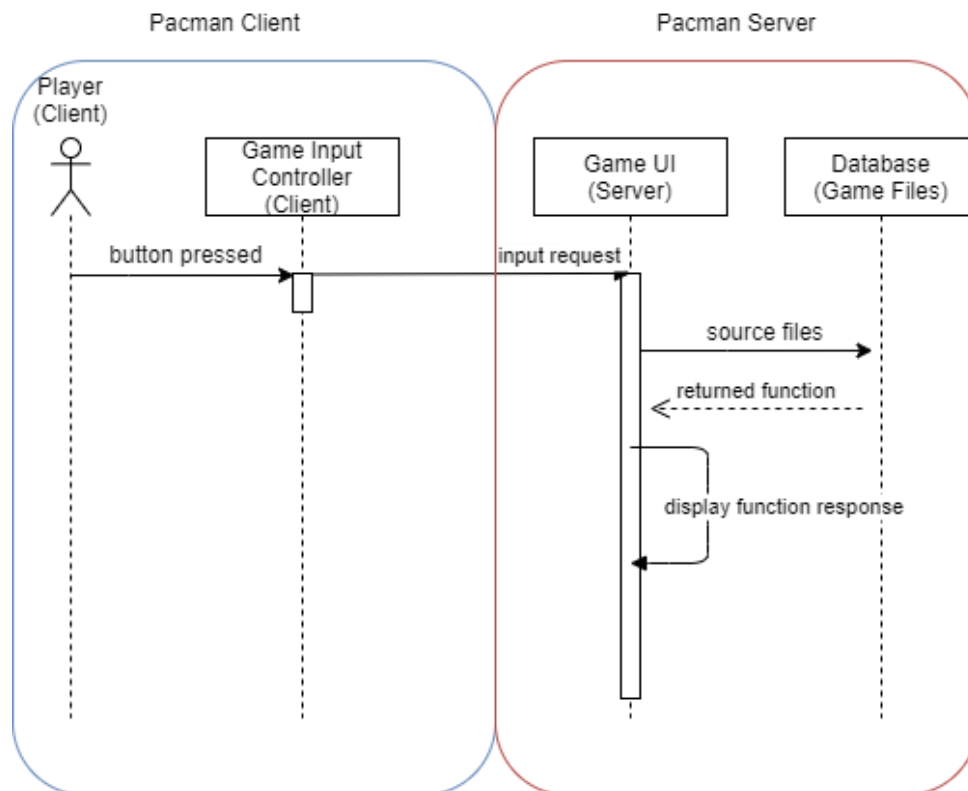 Pacman Client
Pacman Server
Player
(Client)
Game Input
Controller
(Client)
Game UI
(Server)
Database
(Game Files)
button pressed
input request
source files
returned function
display function response